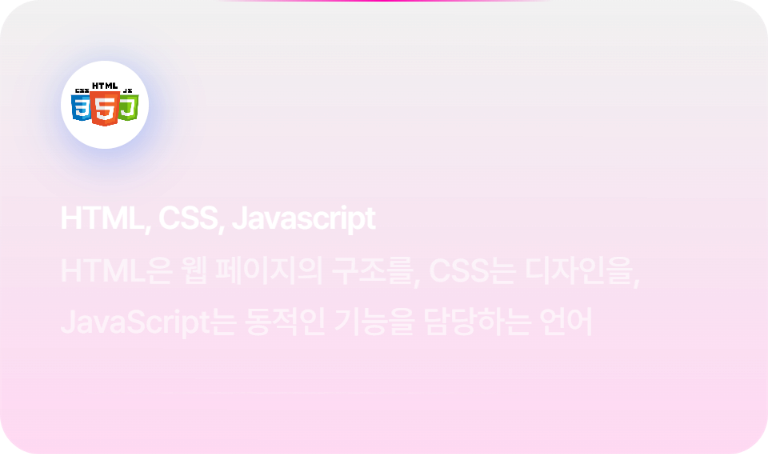 CSS HTML JS
3 5 J
HTML, CSS, Javascript
HTML은 웹 페이지의 구조를, CSS는 디자인을,
JavaScript는 동적인 기능을 담당하는 언어